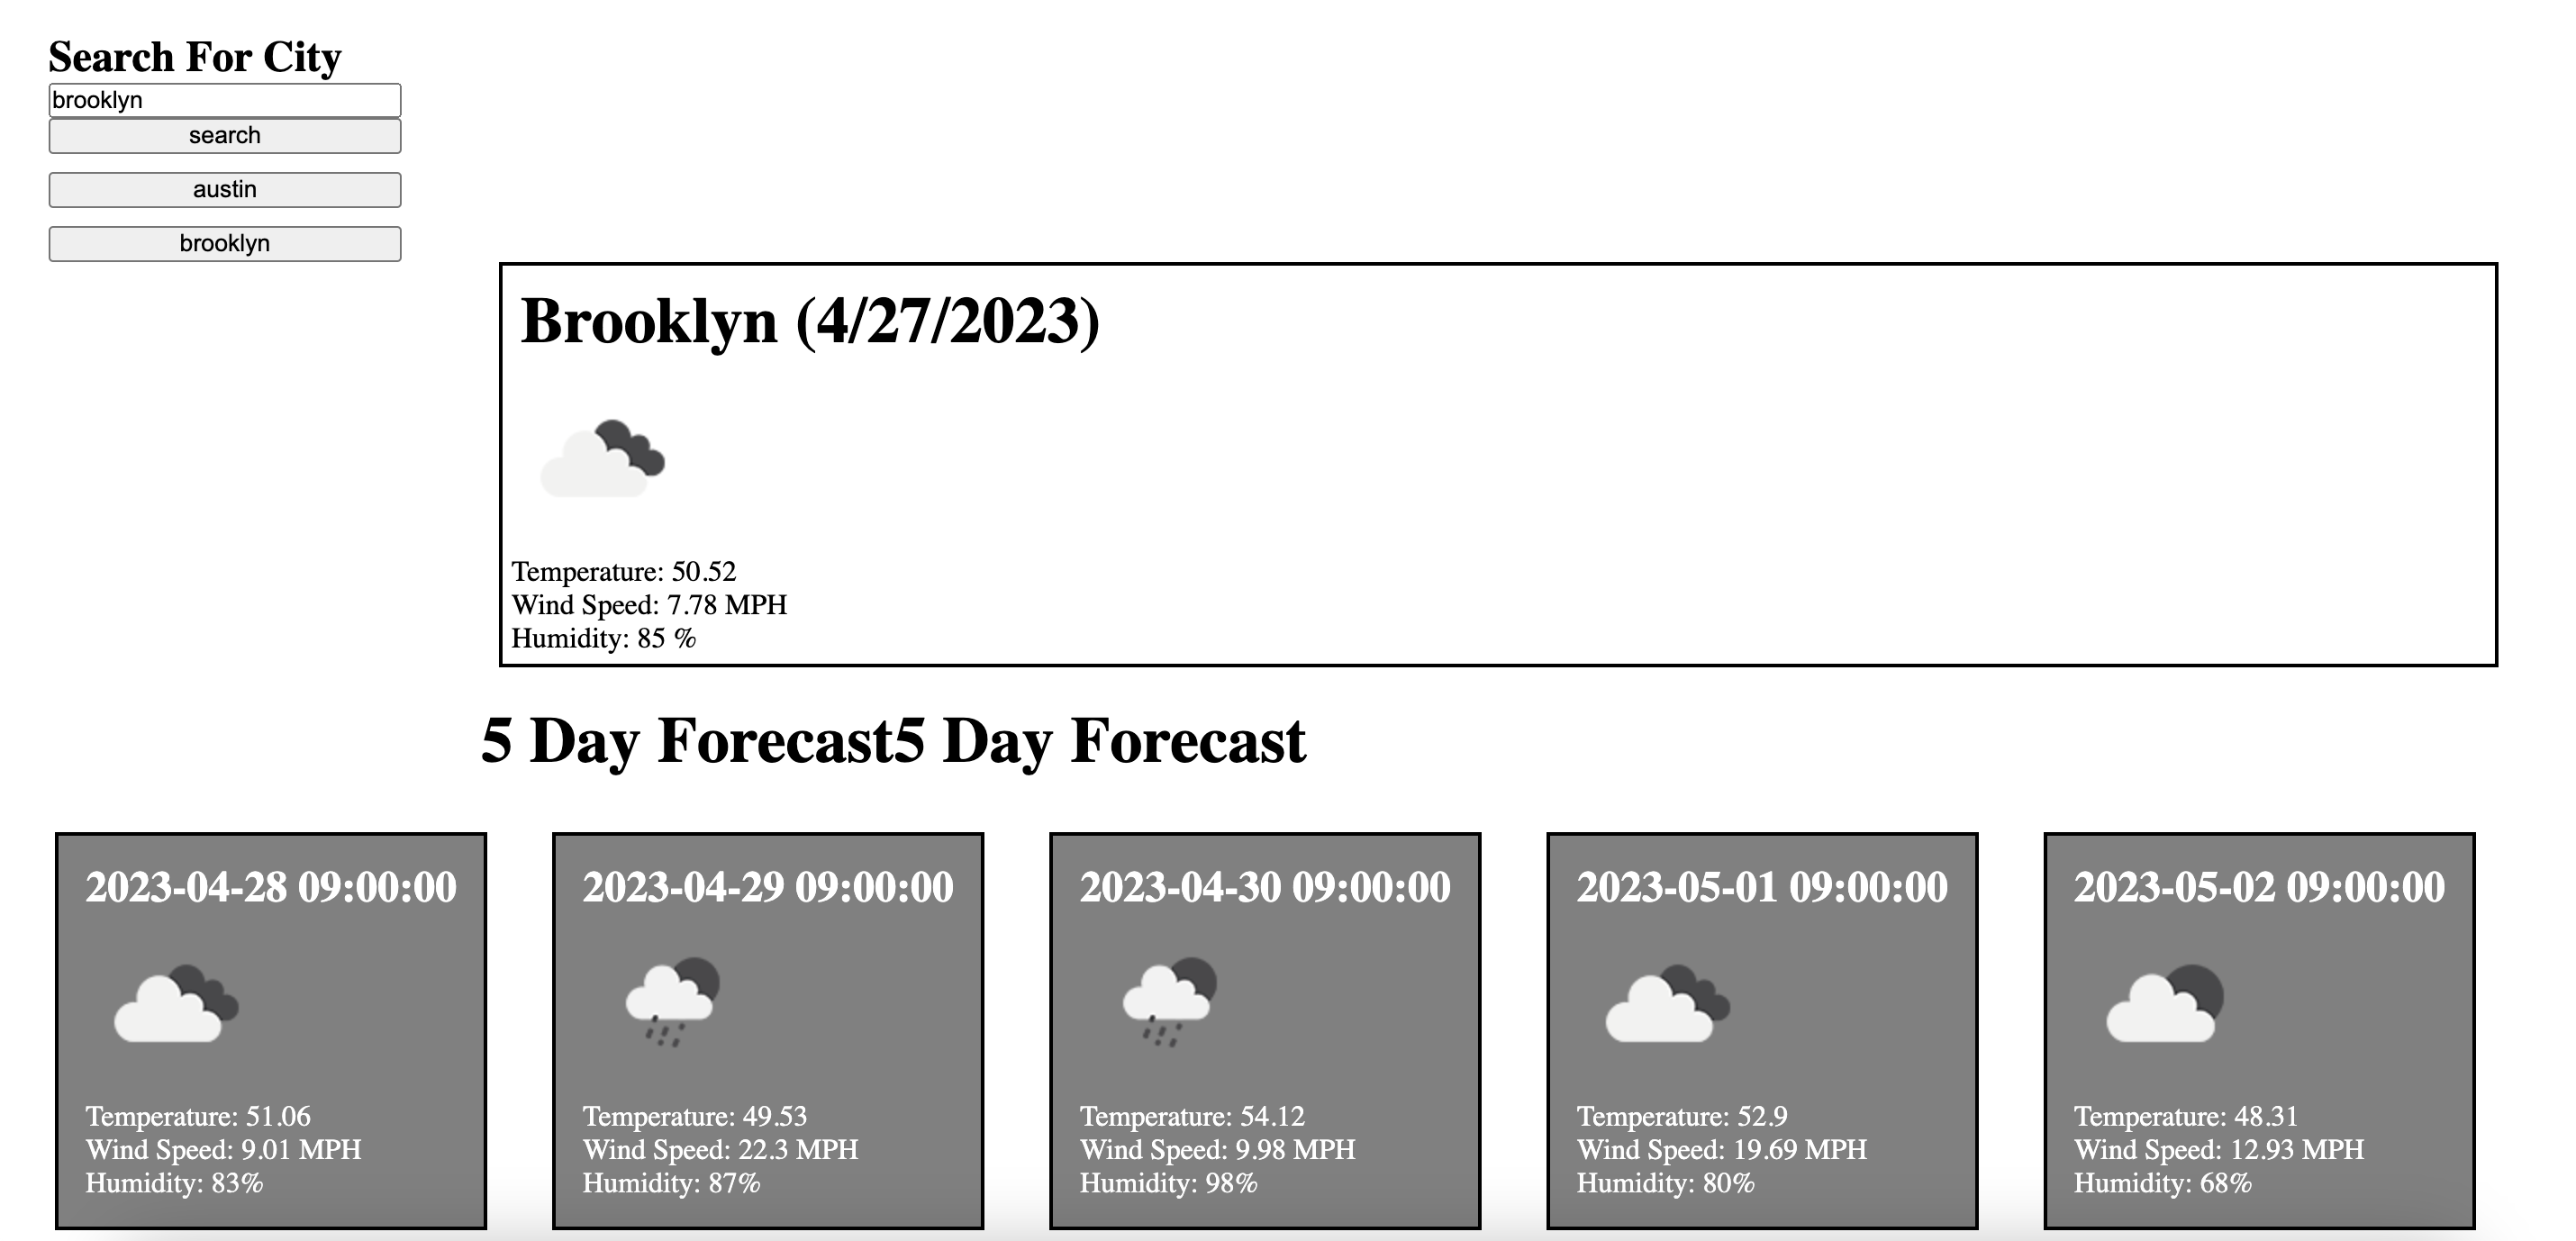 Search For City
brooklyn
search
austin
brooklyn
Brooklyn (4/27/2023)
Temperature: 50.52
Wind Speed: 7.78 MPH
Humidity: 85 %
5 Day Forecast5 Day Forecast
2023-04-28 09:00:00
Temperature: 51.06
Wind Speed: 9.01 MPH
Humidity: 83%
2023-04-29 09:00:00
Temperature: 49.53
Wind Speed: 22.3 MPH
Humidity: 87%
2023-04-30 09:00:00
Temperature: 54.12
Wind Speed: 9.98 MPH
Humidity: 98%
2023-05-01 09:00:00
Temperature: 52.9
Wind Speed: 19.69 MPH
Humidity: 80%
2023-05-02 09:00:00
Temperature: 48.31
Wind Speed: 12.93 MPH
Humidity: 68%